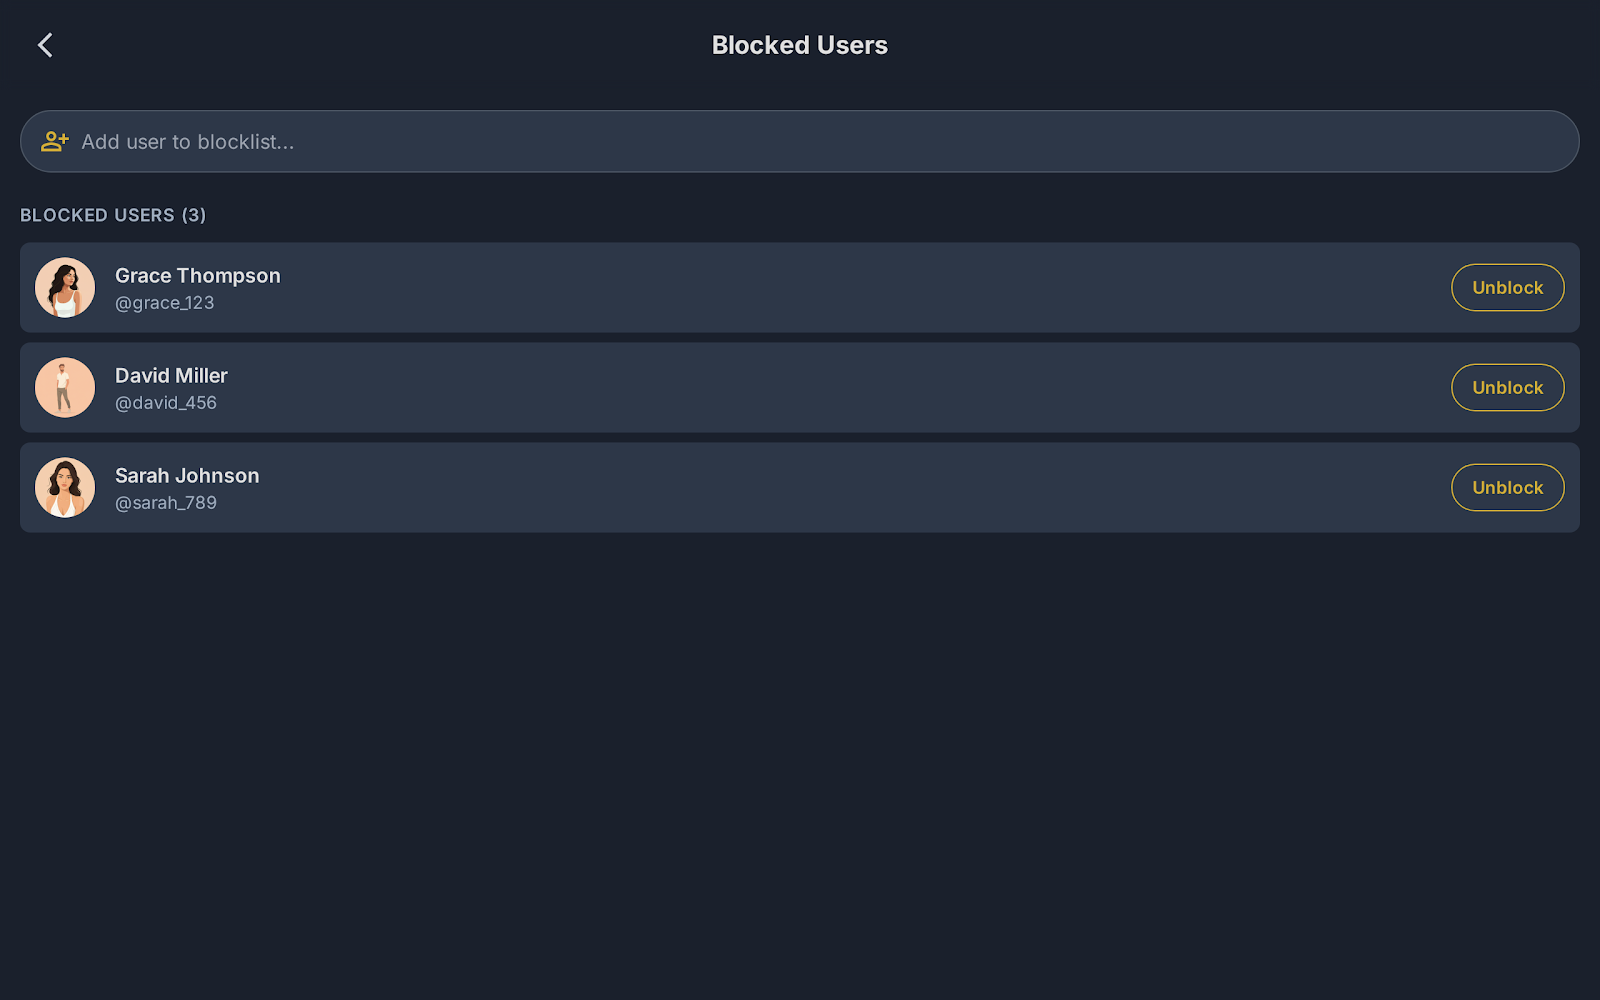 Blocked Users
Add user to blocklist...
BLOCKED USERS (3)
Grace Thompson
@grace_123
Unblock
David Miller
@david_456
Unblock
Sarah Johnson
@sarah_789
Unblock